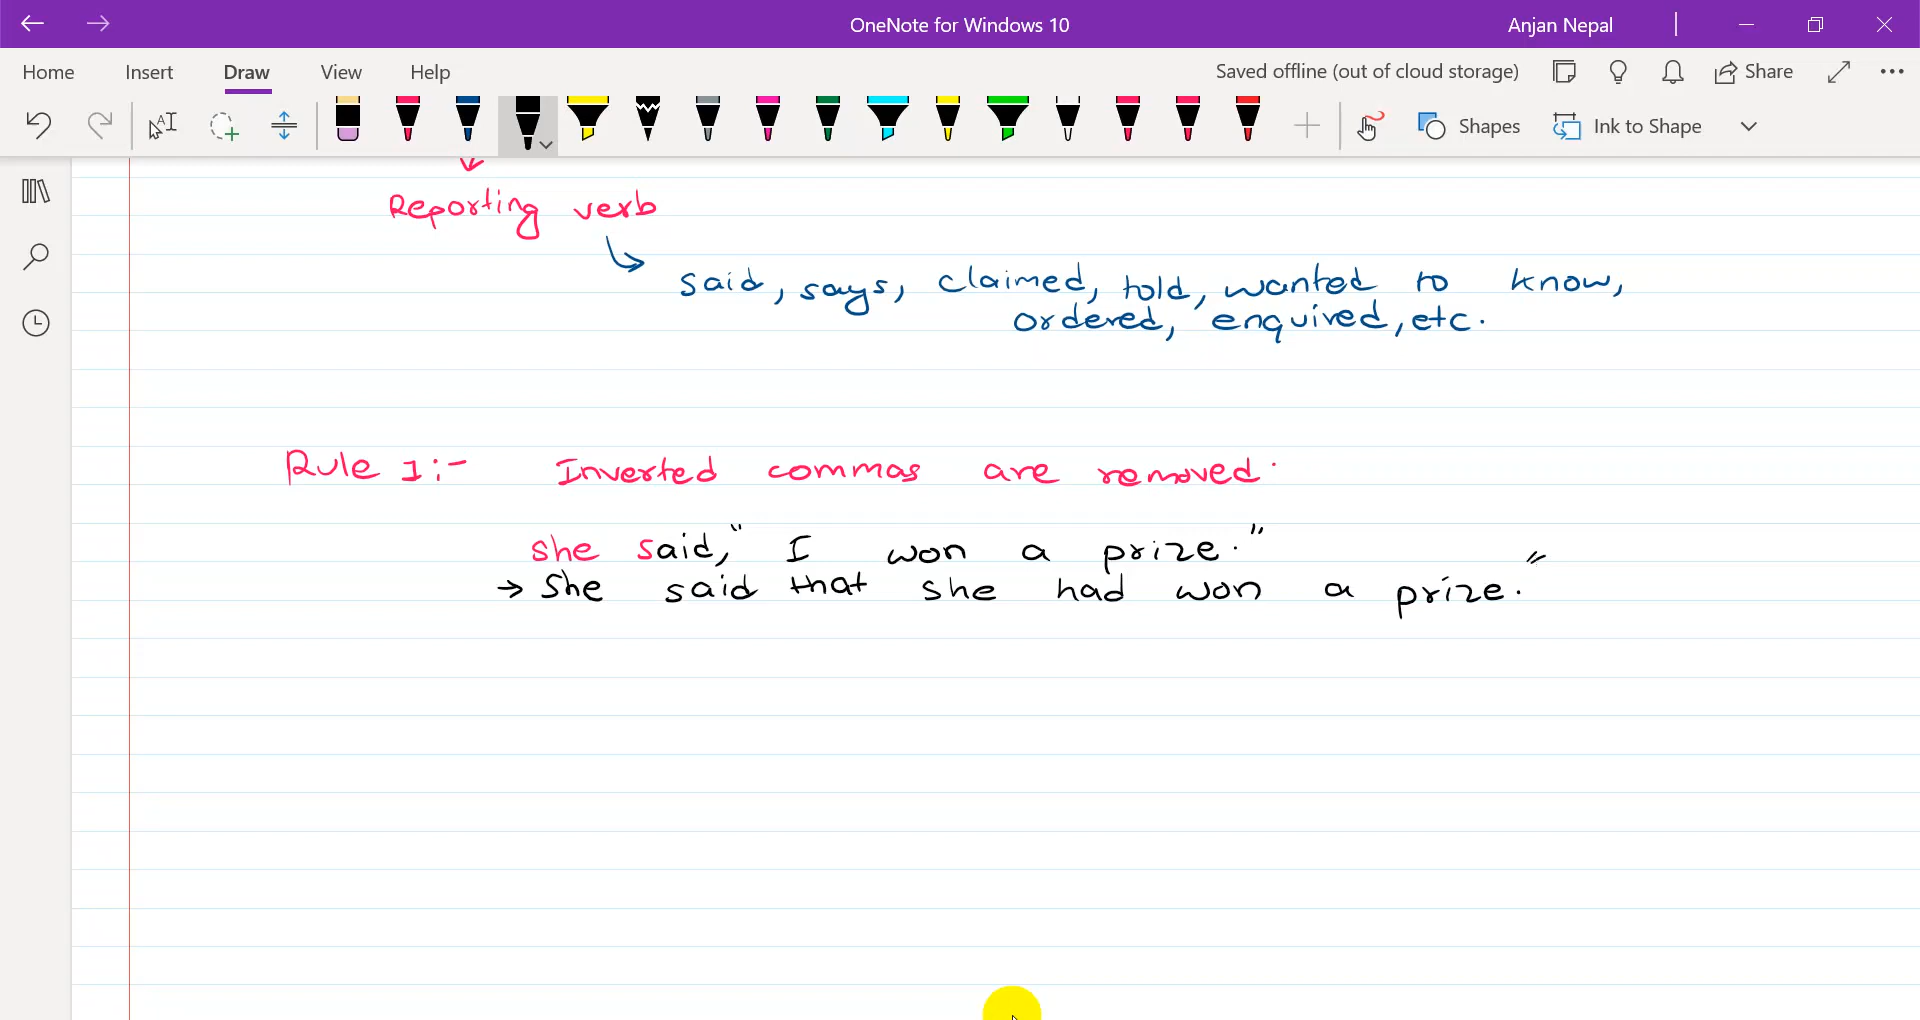 OneNote for Windows 10
Anjan Nepal
Home Insert Draw View Help
Saved offline (out of cloud storage)
Share
Shapes
Ink to Shape
Reporting verb
said, says, claimed, told, wanted to know,
ordered, enquired, etc.
Rule 1:- Inverted commas are removed.
She said, " I won a prize."
→ She said that she had won a prize."